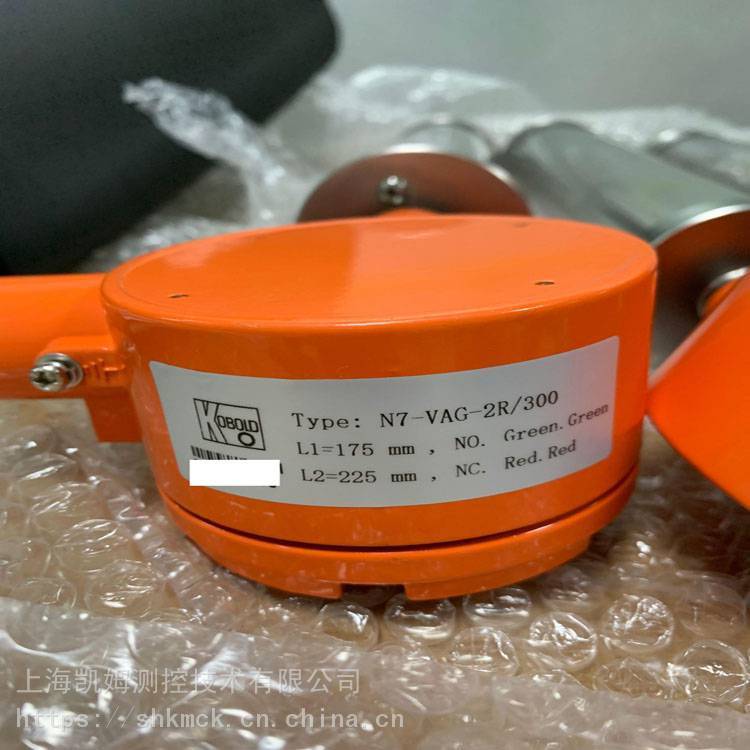 KOBOLD
Type: N7-VAG-2R/300
L1=175 mm , NO. Green.Green
L2=225 mm , NC. Red.Red
上海凯姆测控技术有限公司
https://shkmck.cn.china.cn